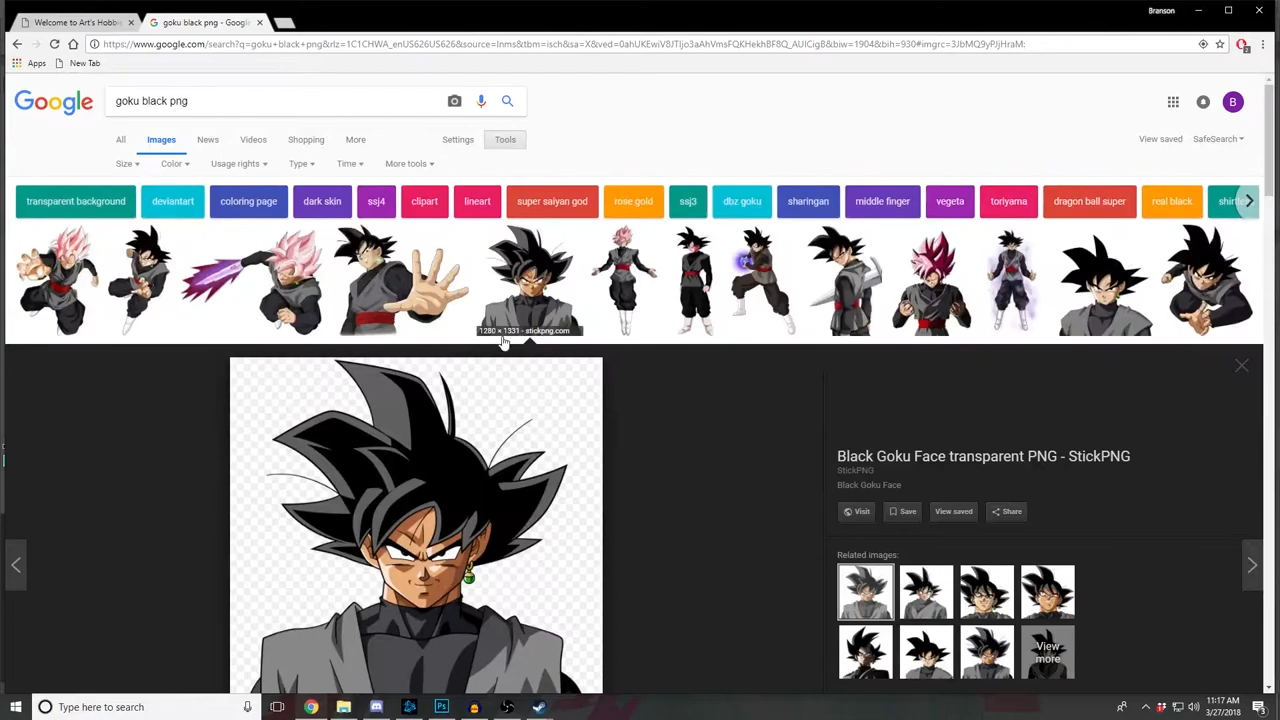 Branson
Welcome to Art's Hobbi
goku black png - Google
https://www.google.com/search?q=goku+black+png&rlz=1C1CHWA_enUS626US626&source=lnms&tbm=isch&sa=X&ved=0ahUKEwiV8JTljo3aAhVmsFQKHekhBF8Q_AUICigB&biw=1904&bih=930#imgrc=3JbMQ9yPJjHraM:
Apps New Tab
Google
goku black png
B
All Images News Videos Shopping More Settings Tools
View saved SafeSearch
Size Color Usage rights Type Time More tools
transparent background deviantart coloring page dark skin ssj4 clipart lineart super saiyan god rose gold ssj3 dbz goku sharingan middle finger vegeta toriyama dragon ball super real black
1280 × 1331 - stickpng.com
Black Goku Face transparent PNG - StickPNG
StickPNG
Black Goku Face
Visit Save View saved Share
Related images:
View
more
Type here to search
Ps
11:17 AM
3/27/2018
3